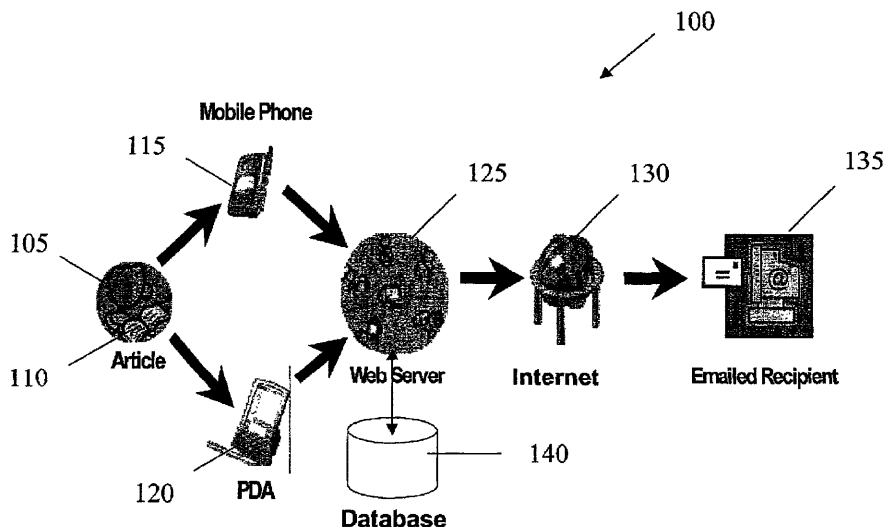 100
Mobile Phone
115
125
130
135
105
110
Article
Web Server
Internet
Emailed Recipient
@
120
PDA
140
Database